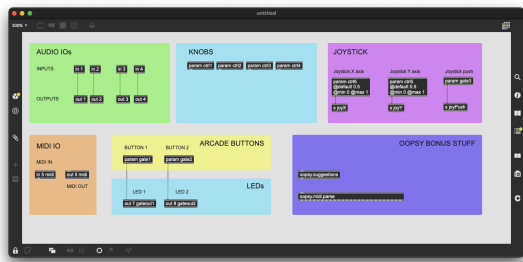 untitled
100%
AUDIO IOs
INPUTS
in 1
in 2
in 3
in 4
OUTPUTS
out 1
out 2
out 3
out 4
KNOBS
param ctrl1
param ctrl2
param ctrl3
param ctrl4
JOYSTICK
Joystick X axis
Joystick Y axis
Joystick push
param ctrl6
@default 0.5
@min 0 @max 1
param ctrl5
@default 0.5
@min 0 @max 1
param gate3
s joyX
s joyY
s joyPush
MIDI IO
MIDI IN
in 5 midi
out 5 midi
MIDI OUT
ARCADE BUTTONS
BUTTON 1
BUTTON 2
param gate1
param gate2
LEDs
LED 1
LED 2
out 7 gateout1
out 8 gateout2
OOPSY BONUS STUFF
oopsy.suggestions
oopsy.midi.parse